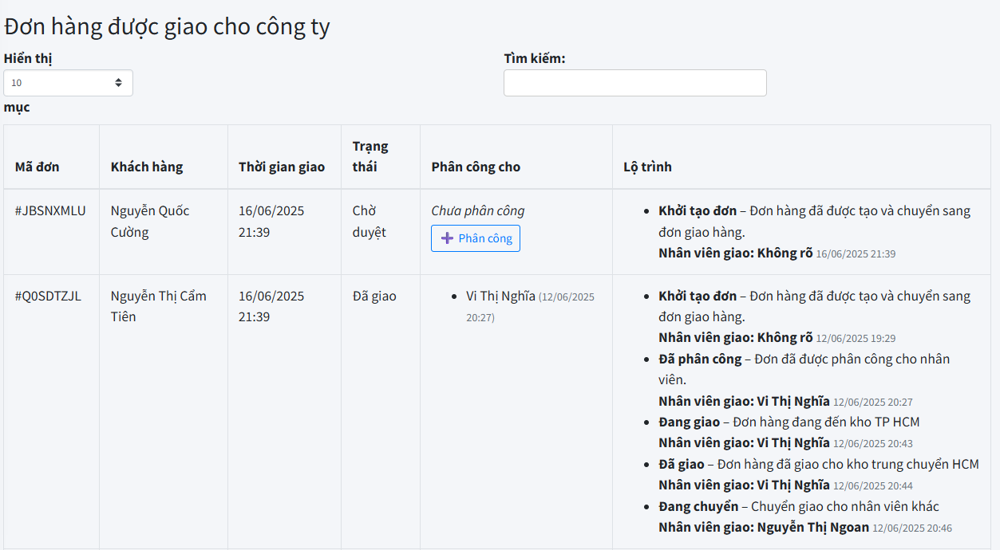 Đơn hàng được giao cho công ty
Hiển thị
10
mục
Tìm kiếm:
Mã đơn
Khách hàng
Thời gian giao
Trạng
thái
Phân công cho
Lộ trình
#JBSNXMLU
Nguyễn Quốc
Cường
16/06/2025
21:39
Chờ
duyệt
Chưa phân công
Phân công
Khởi tạo đơn – Đơn hàng đã được tạo và chuyển sang
đơn giao hàng.
Nhân viên giao: Không rõ 16/06/2025 21:39
#Q0SDTZJL
Nguyễn Thị Cẩm
Tiên
16/06/2025
21:39
Đã giao
Vi Thị Nghĩa (12/06/2025
20:27)
Khởi tạo đơn – Đơn hàng đã được tạo và chuyển sang
đơn giao hàng.
Nhân viên giao: Không rõ 12/06/2025 19:29
Đã phân công – Đơn đã được phân công cho nhân
viên.
Nhân viên giao: Vi Thị Nghĩa 12/06/2025 20:27
Đang giao – Đơn hàng đang đến kho TP HCM
Nhân viên giao: Vi Thị Nghĩa 12/06/2025 20:43
Đã giao – Đơn hàng đã giao cho kho trung chuyển HCM
Nhân viên giao: Vi Thị Nghĩa 12/06/2025 20:44
Đang chuyển – Chuyển giao cho nhân viên khác
Nhân viên giao: Nguyễn Thị Ngoan 12/06/2025 20:46